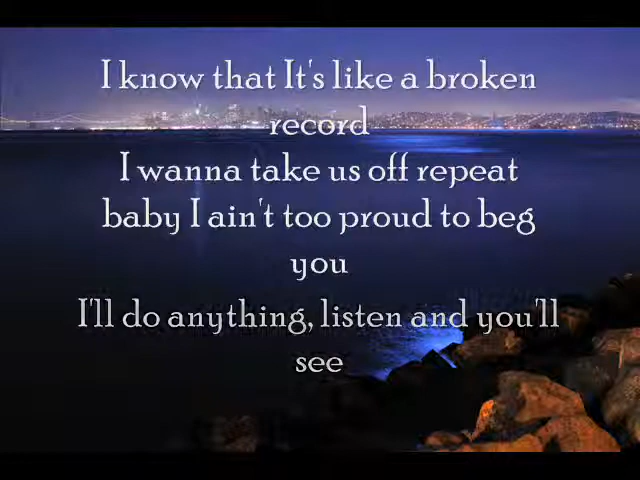 I know that It's like a broken
record
I wanna take us off repeat
baby I ain't too proud to beg
you
I'll do anything, listen and you'll
see